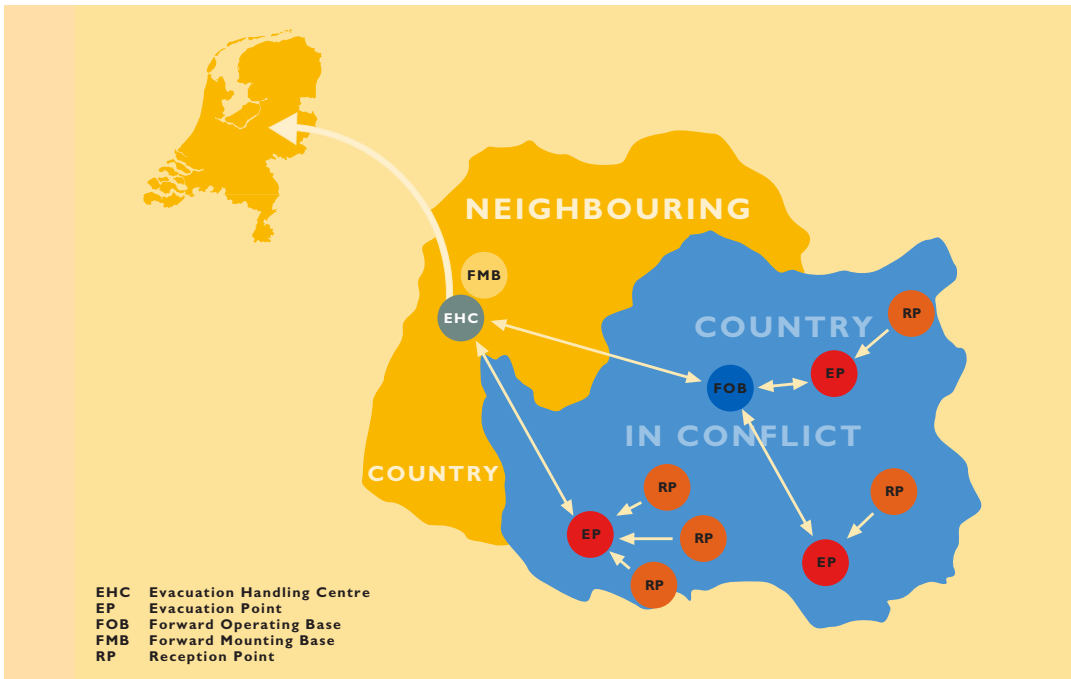 NEIGHBOURING
FMB
EHC
COUNTRY
RP
EP
FOB
IN CONFLICT
COUNTRY
RP
RP
EP
RP
EP
RP
EHC Evacuation Handling Centre
EP Evacuation Point
FOB Forward Operating Base
FMB Forward Mounting Base
RP Reception Point